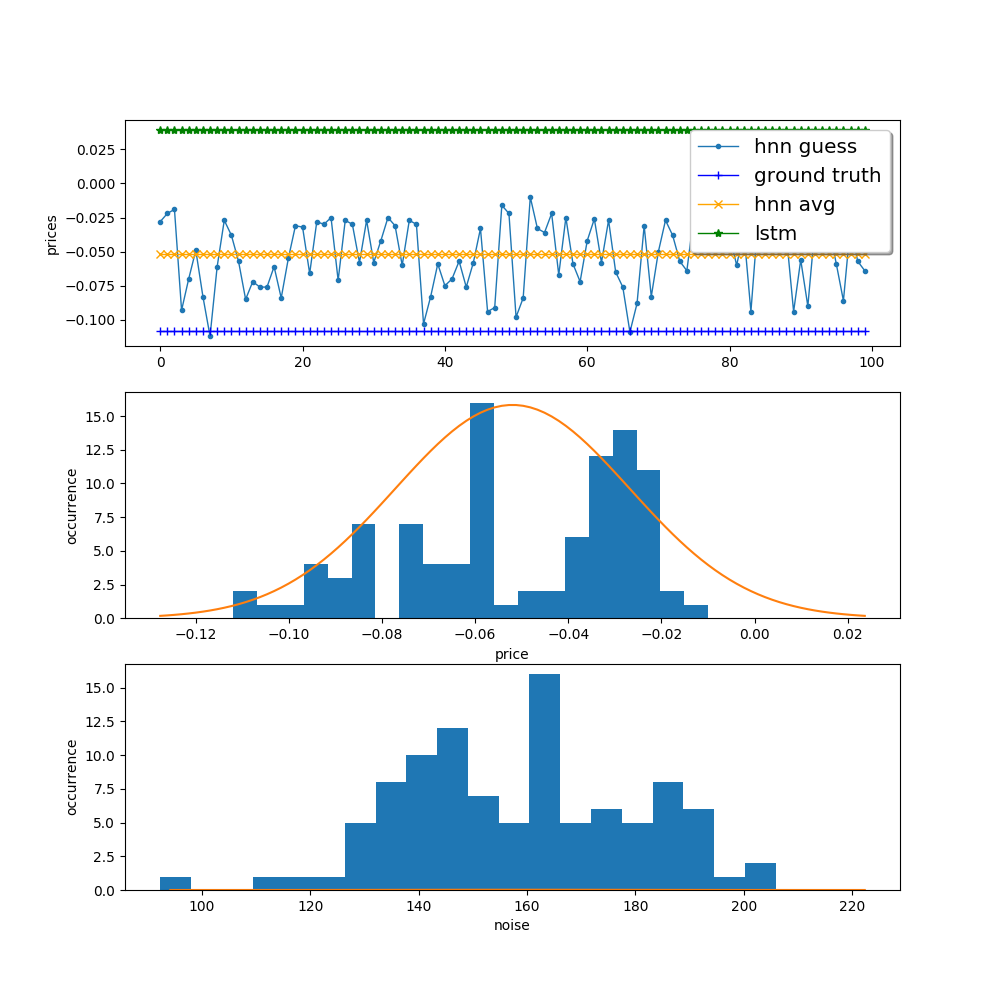 0.025
0.000
−0.025
−0.050
−0.075
−0.100
prices
hnn guess
ground truth
hnn avg
lstm
0 20 40 60 80 100
15.0
12.5
10.0
7.5
5.0
2.5
0.0
occurrence
−0.12 −0.10 −0.08 −0.06 −0.04 −0.02 0.00 0.02
price
15.0
12.5
10.0
7.5
5.0
2.5
0.0
occurrence
100 120 140 160 180 200 220
noise